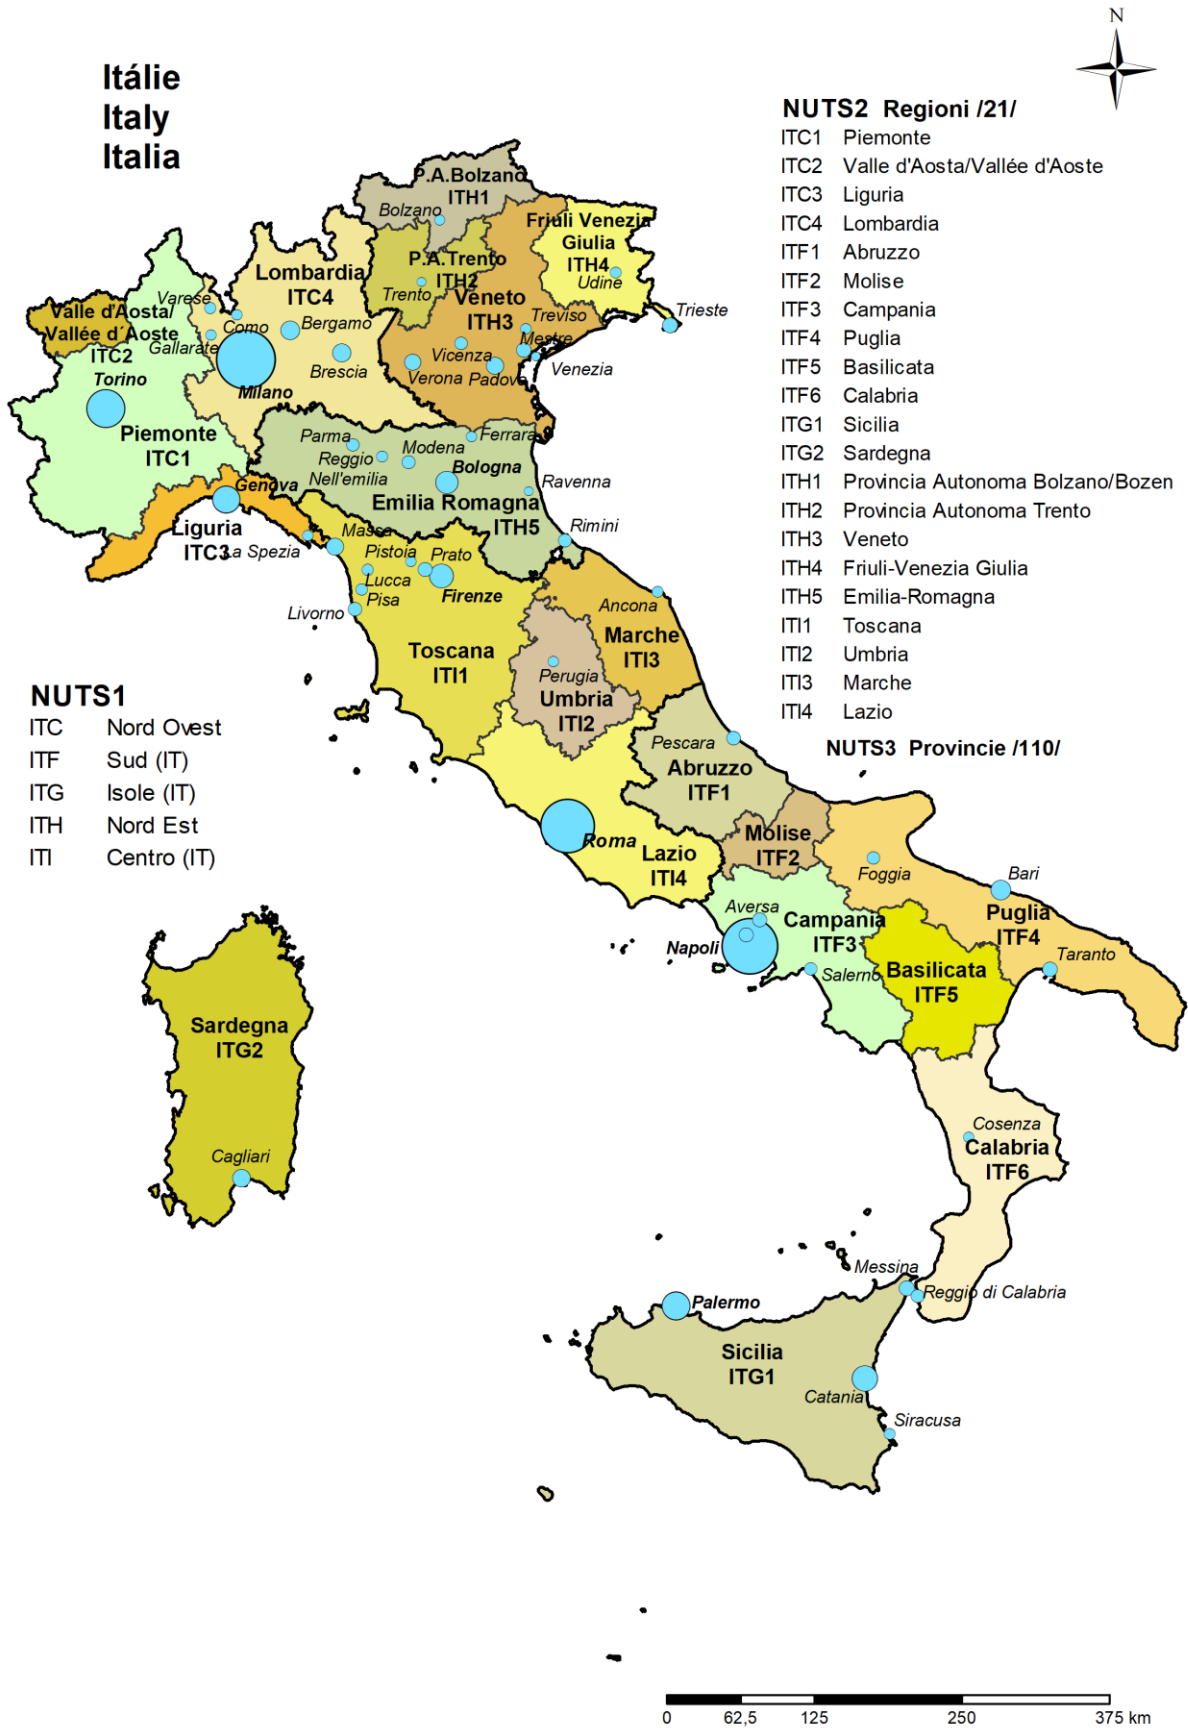 N
Itálie
Italy
Italia
NUTS2 Regioni /21/
ITC1 Piemonte
ITC2 Valle d'Aosta/Vallée d'Aoste
ITC3 Liguria
ITC4 Lombardia
ITF1 Abruzzo
ITF2 Molise
ITF3 Campania
ITF4 Puglia
ITF5 Basilicata
ITF6 Calabria
ITG1 Sicilia
ITG2 Sardegna
ITH1 Provincia Autonoma Bolzano/Bozen
ITH2 Provincia Autonoma Trento
ITH3 Veneto
ITH4 Friuli-Venezia Giulia
ITH5 Emilia-Romagna
ITI1 Toscana
ITI2 Umbria
ITI3 Marche
ITI4 Lazio
NUTS3 Provincie /110/
NUTS1
ITC Nord Ovest
ITF Sud (IT)
ITG Isole (IT)
ITH Nord Est
ITI Centro (IT)
P.A.Bolzano
ITH1
Bolzano
Friuli Venezia
Giulia
ITH4
Udine
P.A.Trento
ITH2
Trento
Lombardia
ITC4
Veneto
ITH3
Treviso
Trieste
Mestre
Venezia
Vicenza
Verona
Padova
Varese
Como
Gallarate
Bergamo
Brescia
Milano
Valle d'Aosta/
Vallée d´Aoste
ITC2
Torino
Piemonte
ITC1
Genova
Liguria
ITC3
La Spezia
Parma
Reggio
Nell'emilia
Modena
Ferrara
Bologna
Ravenna
Emilia Romagna
ITH5
Rimini
Massa
Pistoia
Prato
Lucca
Pisa
Firenze
Livorno
Toscana
ITI1
Ancona
Marche
ITI3
Perugia
Umbria
ITI2
Pescara
Abruzzo
ITF1
Roma
Lazio
ITI4
Molise
ITF2
Foggia
Bari
Puglia
ITF4
Taranto
Aversa
Campania
ITF3
Napoli
Salerno
Basilicata
ITF5
Sardegna
ITG2
Cagliari
Cosenza
Calabria
ITF6
Messina
Reggio di Calabria
Palermo
Sicilia
ITG1
Catania
Siracusa
0 62,5 125 250 375 km